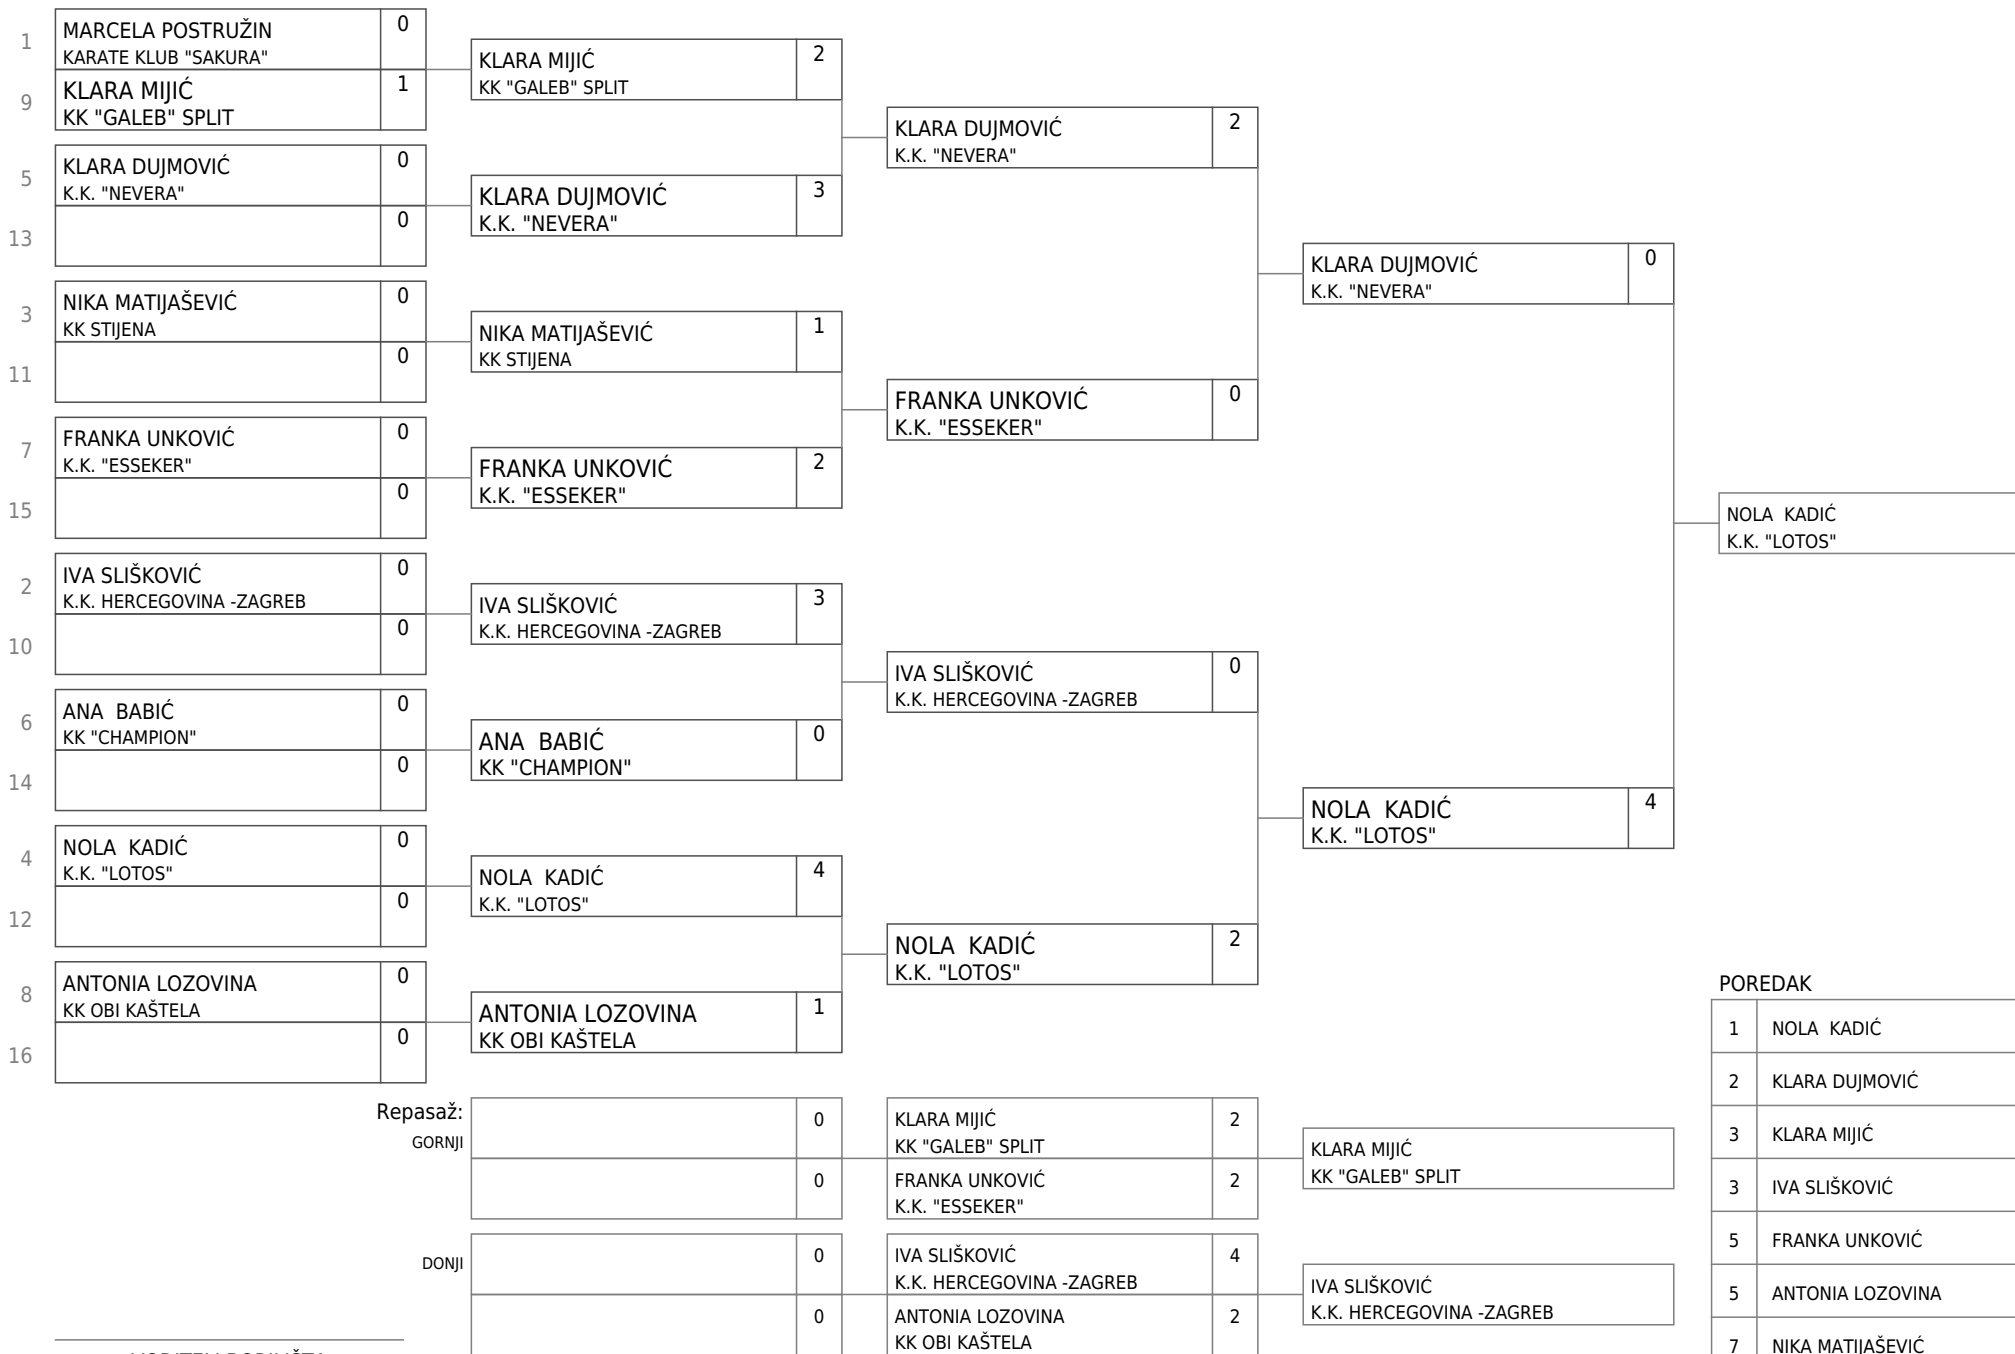 1
MARCELA POSTRUŽIN
KARATE KLUB "SAKURA"
0
9
KLARA MIJIĆ
KK "GALEB" SPLIT
1
5
KLARA DUJMOVIĆ
K.K. "NEVERA"
0
13
0
3
NIKA MATIJAŠEVIĆ
KK STIJENA
0
11
0
7
FRANKA UNKOVIĆ
K.K. "ESSEKER"
0
15
0
2
IVA SLIŠKOVIĆ
K.K. HERCEGOVINA -ZAGREB
0
10
0
6
ANA  BABIĆ
KK "CHAMPION"
0
14
0
4
NOLA  KADIĆ
K.K. "LOTOS"
0
12
0
8
ANTONIA LOZOVINA
KK OBI KAŠTELA
0
16
0
KLARA MIJIĆ
KK "GALEB" SPLIT
2
KLARA DUJMOVIĆ
K.K. "NEVERA"
3
NIKA MATIJAŠEVIĆ
KK STIJENA
1
FRANKA UNKOVIĆ
K.K. "ESSEKER"
2
IVA SLIŠKOVIĆ
K.K. HERCEGOVINA -ZAGREB
3
ANA  BABIĆ
KK "CHAMPION"
0
NOLA  KADIĆ
K.K. "LOTOS"
4
ANTONIA LOZOVINA
KK OBI KAŠTELA
1
KLARA DUJMOVIĆ
K.K. "NEVERA"
2
FRANKA UNKOVIĆ
K.K. "ESSEKER"
0
IVA SLIŠKOVIĆ
K.K. HERCEGOVINA -ZAGREB
0
NOLA  KADIĆ
K.K. "LOTOS"
2
KLARA DUJMOVIĆ
K.K. "NEVERA"
0
NOLA  KADIĆ
K.K. "LOTOS"
4
NOLA  KADIĆ
K.K. "LOTOS"
Repasaž:
GORNJI
0
0
KLARA MIJIĆ
KK "GALEB" SPLIT
2
FRANKA UNKOVIĆ
K.K. "ESSEKER"
2
KLARA MIJIĆ
KK "GALEB" SPLIT
DONJI
0
0
IVA SLIŠKOVIĆ
K.K. HERCEGOVINA -ZAGREB
4
ANTONIA LOZOVINA
KK OBI KAŠTELA
2
IVA SLIŠKOVIĆ
K.K. HERCEGOVINA -ZAGREB
POREDAK
1 NOLA  KADIĆ
2 KLARA DUJMOVIĆ
3 KLARA MIJIĆ
3 IVA SLIŠKOVIĆ
5 FRANKA UNKOVIĆ
5 ANTONIA LOZOVINA
7 NIKA MATIJAŠEVIĆ